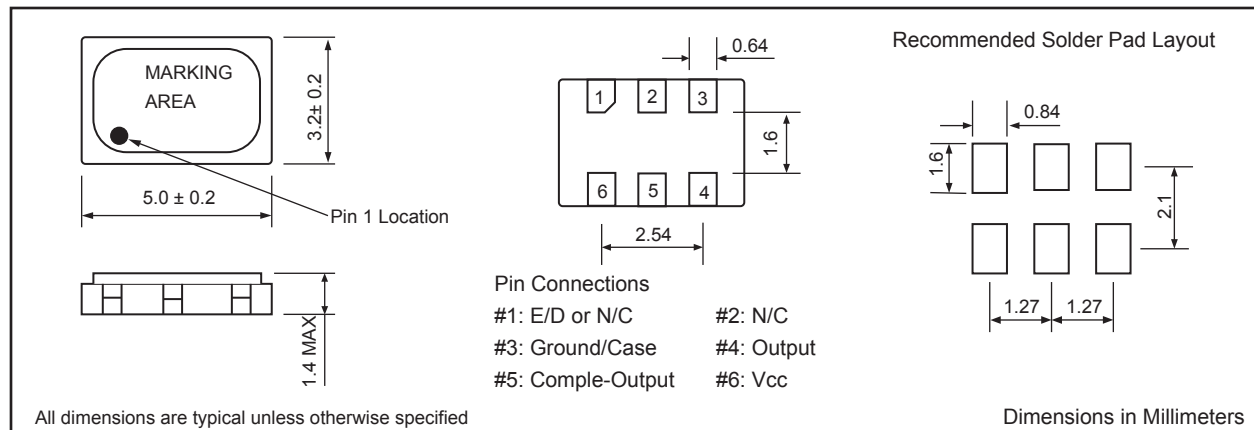 MARKING
AREA
3.2± 0.2
5.0 ± 0.2
Pin 1 Location
1.4 MAX
All dimensions are typical unless otherwise specified
0.64
1 2 3
1.6
6 5 4
2.54
Pin Connections
#1: E/D or N/C #2: N/C
#3: Ground/Case #4: Output
#5: Comple-Output #6: Vcc
Recommended Solder Pad Layout
0.84
1.6
2.1
1.27 1.27
Dimensions in Millimeters